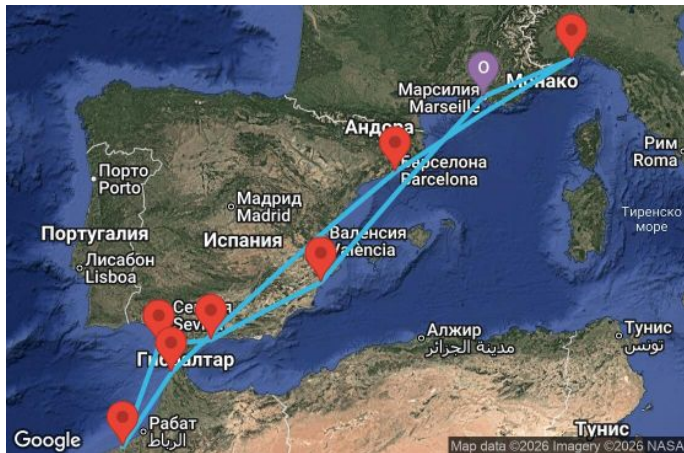 O
Марсилия
Marseille
Монако
Андора
Барселона
Barcelona
Рим
Roma
Порто
Porto
Мадрид
Madrid
Тиренско
море
Португалия
Испания
Валенсия
València
Лисабон
Lisboa
Гибралтар
Алжир
مدينة الجزائر
Тунис
تونس
Рабат
الرباط
Тунис
Google
Map data ©2026 Imagery ©2026 NASA